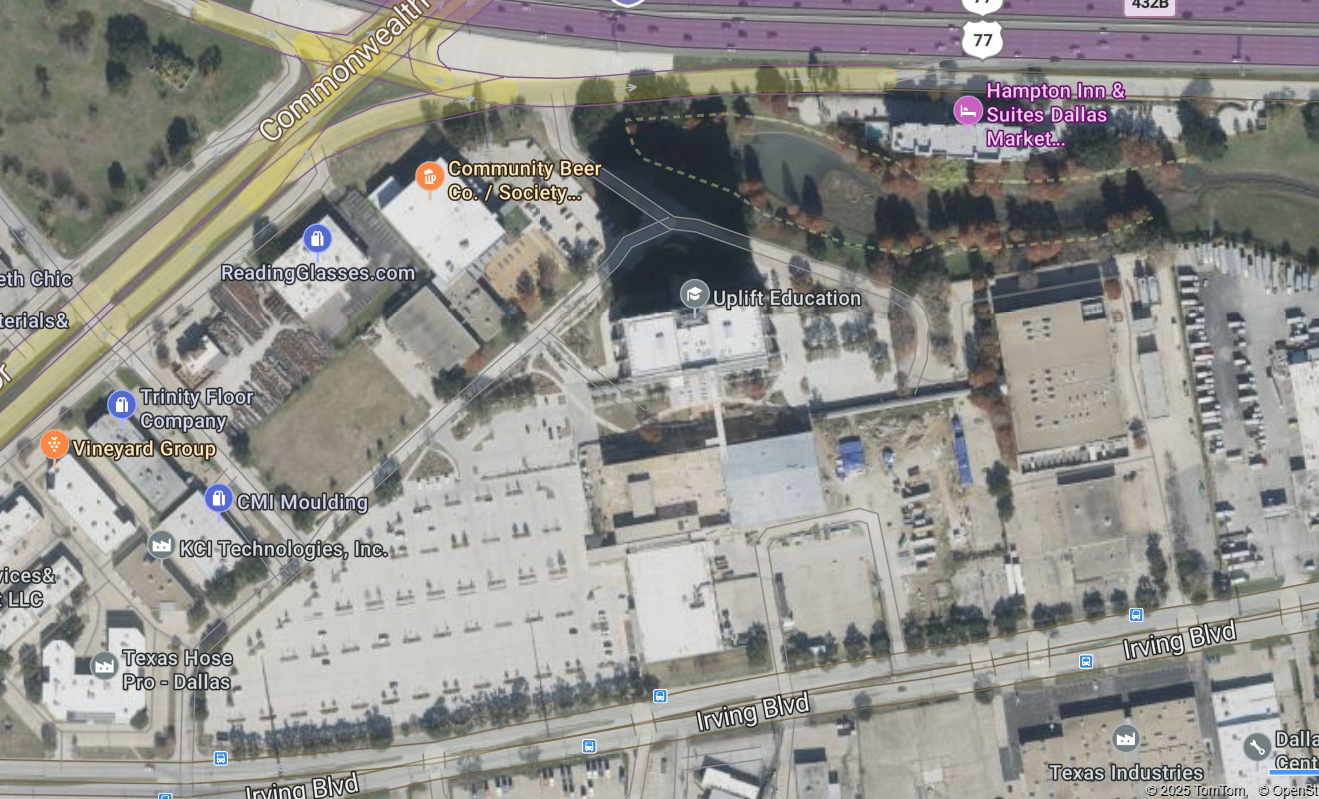 77
432B
77
Commonwealth
Hampton Inn &
Suites Dallas
Market...
Community Beer
Co. / Society...
ReadingGlasses.com
eth Chic
terials&
Uplift Education
or
Trinity Floor
Company
Vineyard Group
CMI Moulding
KCI Technologies, Inc.
vices&
t LLC
Texas Hose
Pro - Dallas
Irving Blvd
Irving Blvd
Irving Blvd
Texas Industries
Dalla
Cent
© 2025 TomTom, © OpenSt